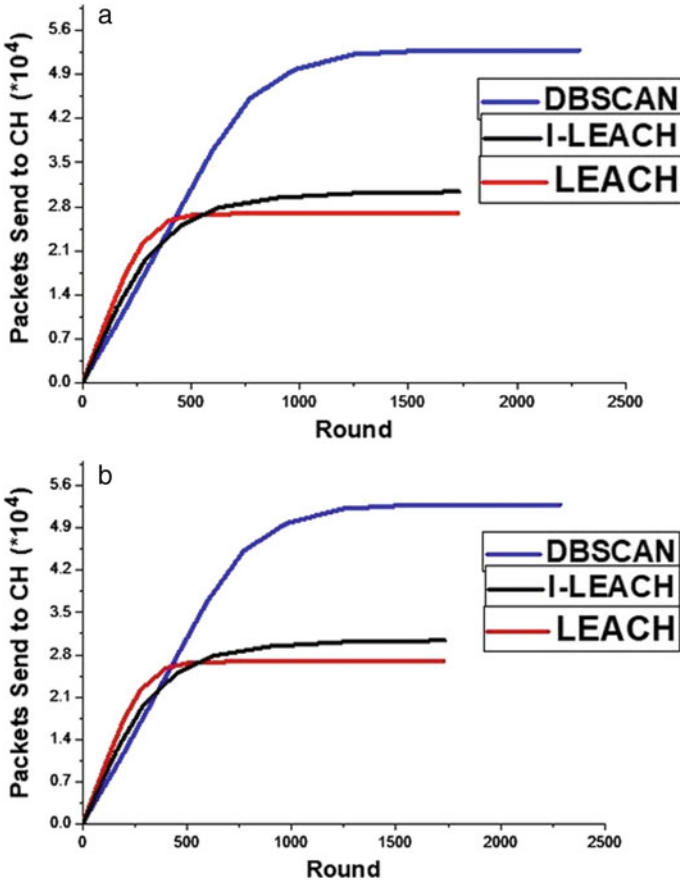 a
Packets Send to CH (*10⁴)
5.6
4.9
4.2
3.5
2.8
2.1
1.4
0.7
0.0
0
500
1000
1500
2000
2500
Round
DBSCAN
I-LEACH
LEACH
b
Packets Send to CH (*10⁴)
5.6
4.9
4.2
3.5
2.8
2.1
1.4
0.7
0.0
0
500
1000
1500
2000
2500
Round
DBSCAN
I-LEACH
LEACH